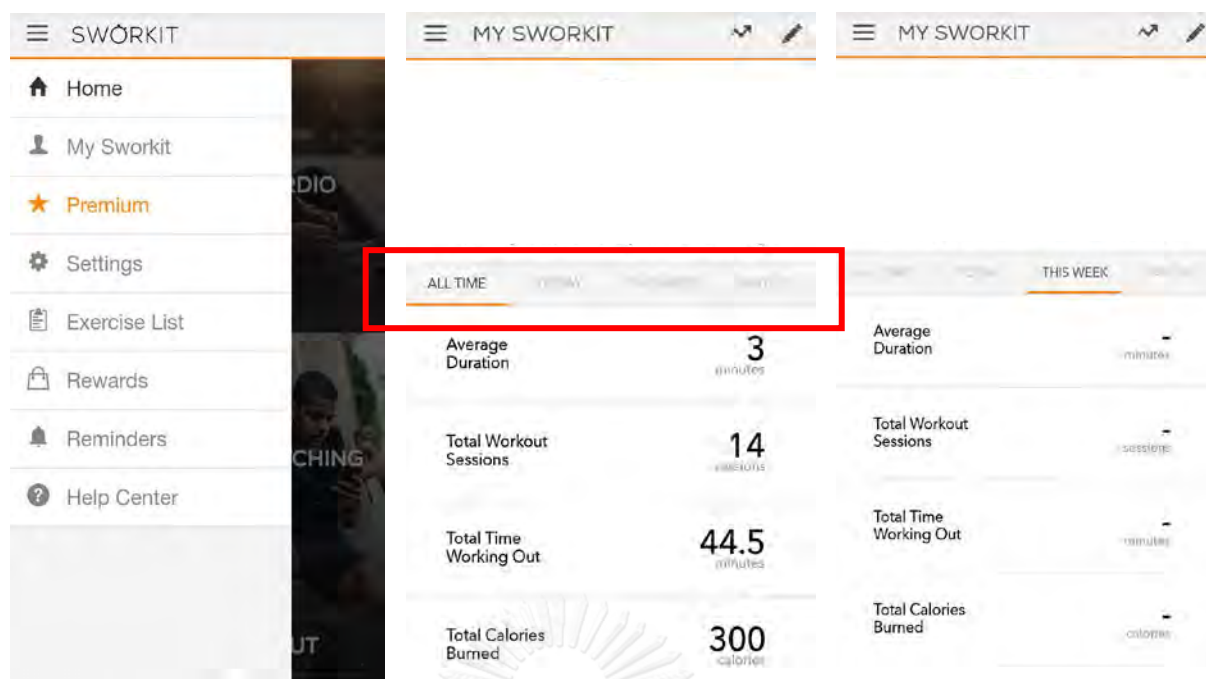 SWORKIT
Home
My Sworkit
Premium
Settings
Exercise List
Rewards
Reminders
Help Center
RDIO
CHING
UT
MY SWORKIT
ALL TIME
Average
Duration
3
minutes
Total Workout
Sessions
14
sessions
Total Time
Working Out
44.5
minutes
Total Calories
Burned
300
calories
MY SWORKIT
THIS WEEK
Average
Duration
-
minutes
Total Workout
Sessions
-
sessions
Total Time
Working Out
-
minutes
Total Calories
Burned
-
calories